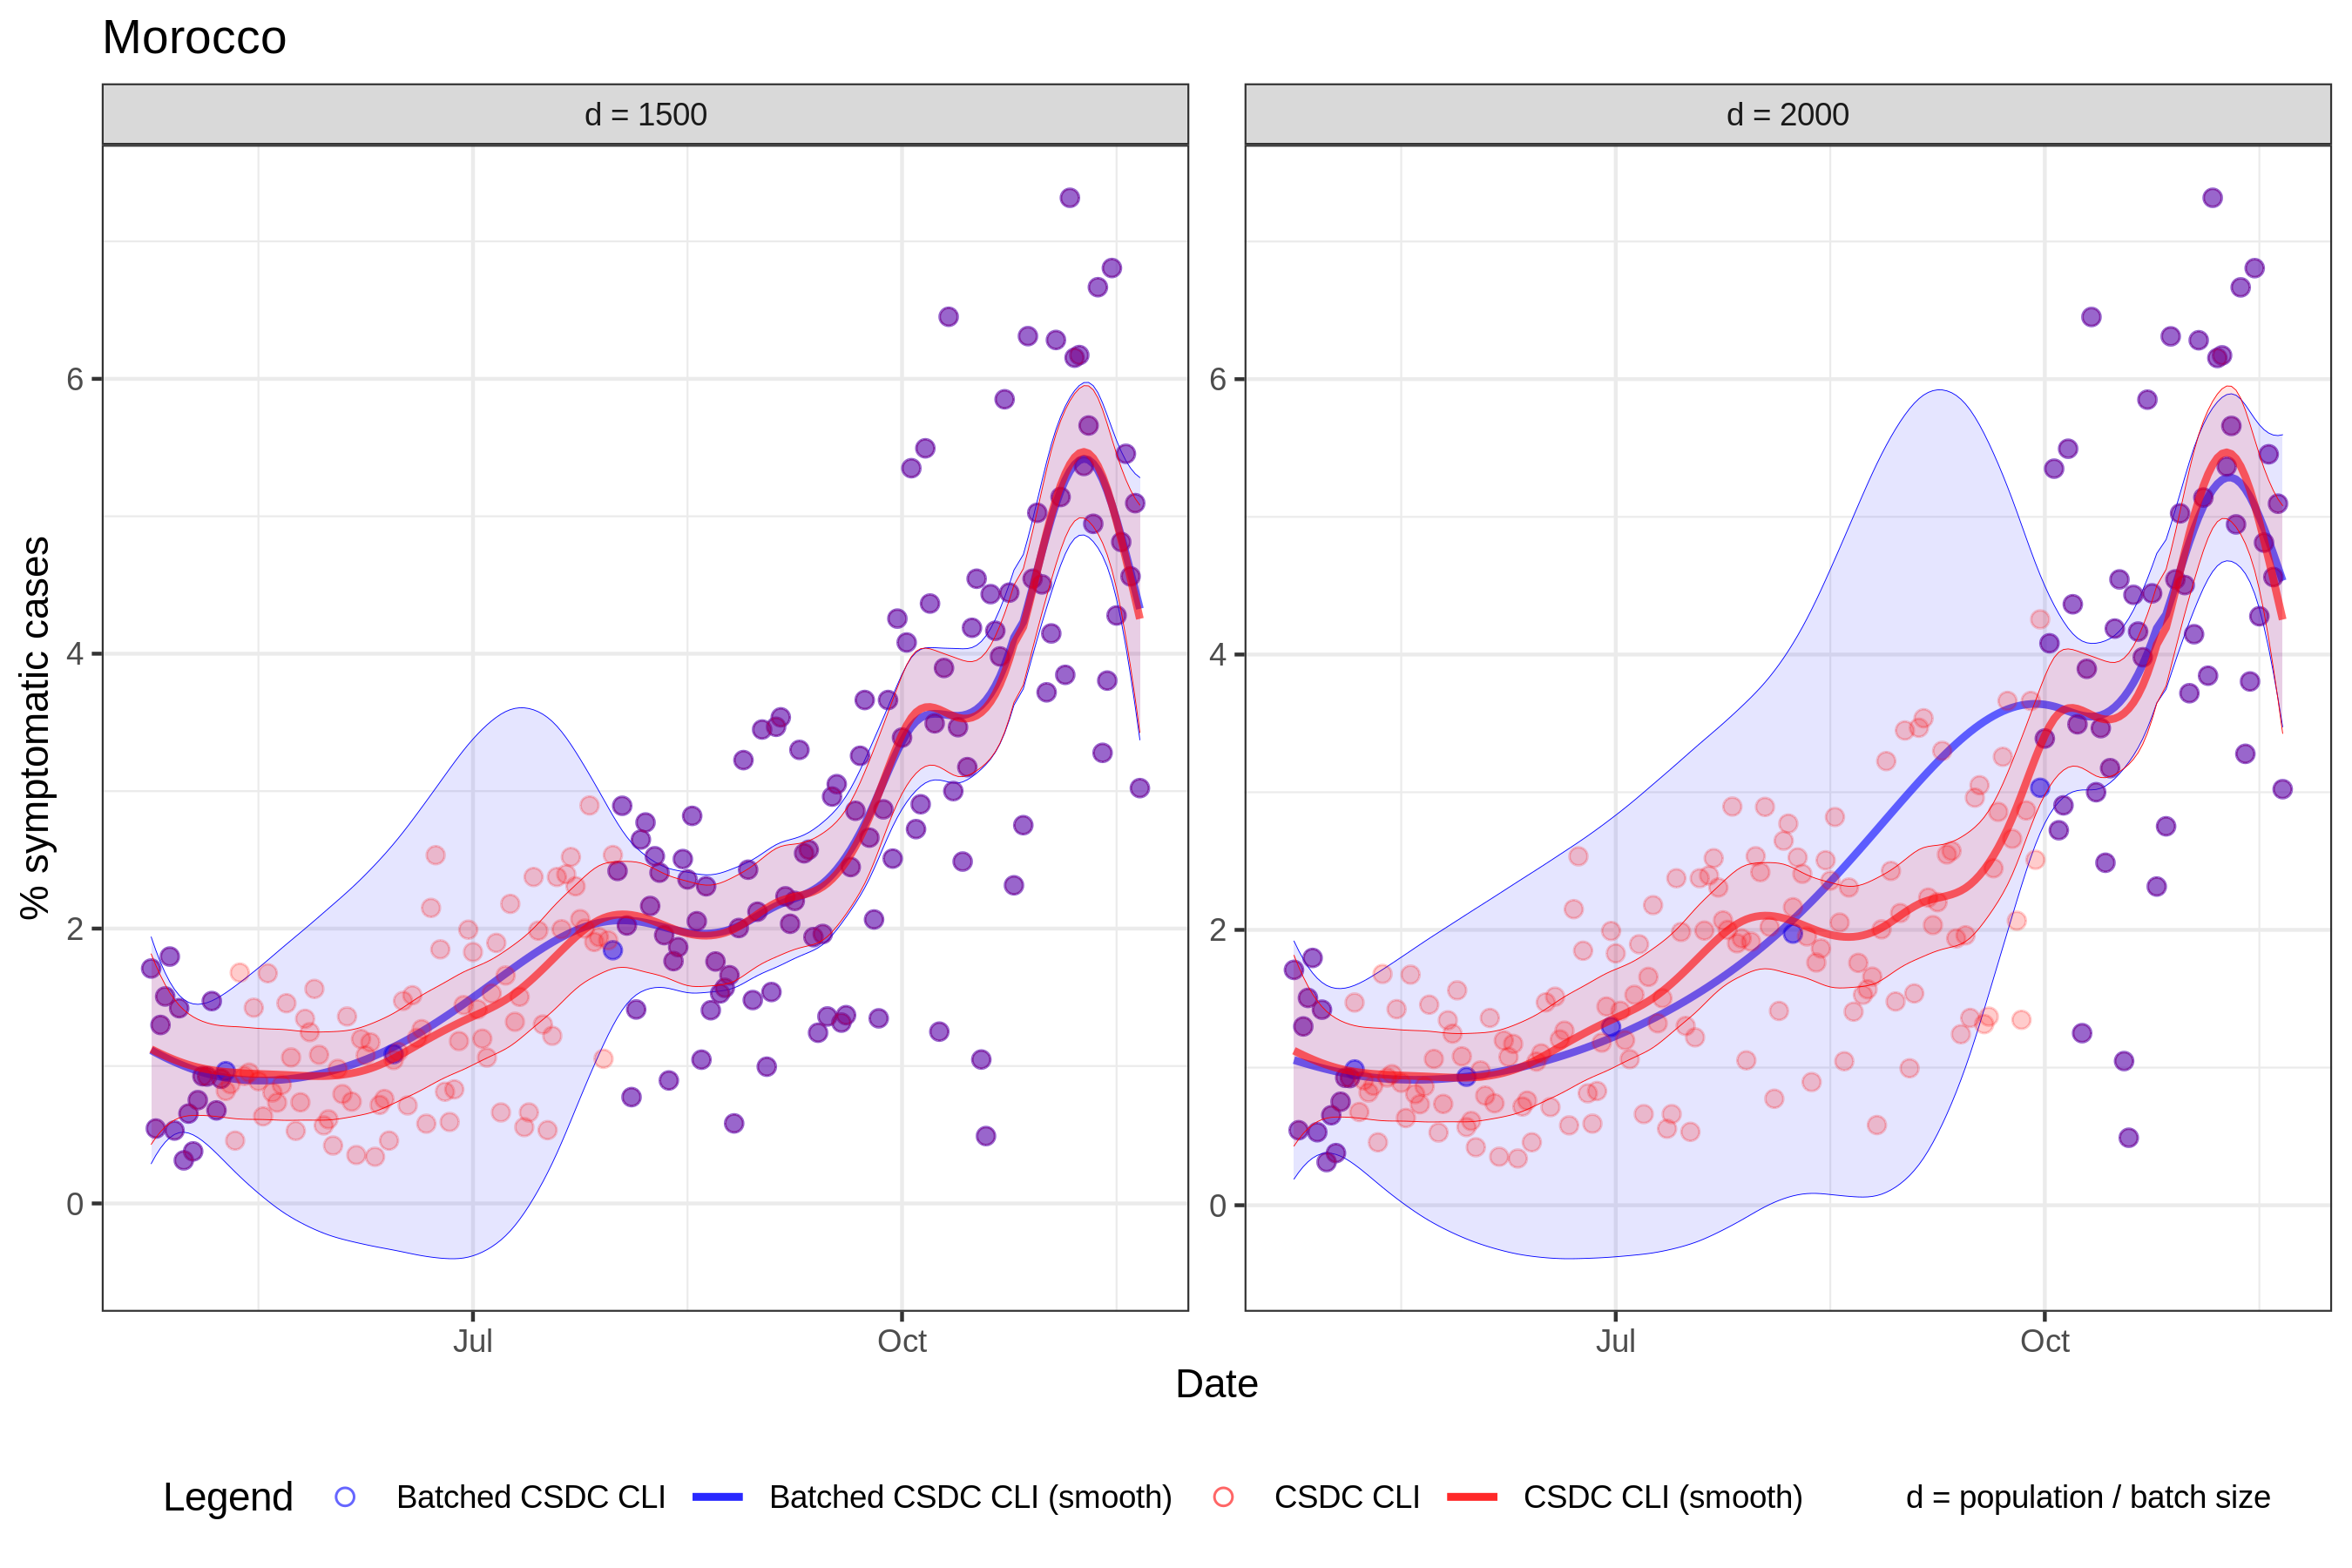 Morocco
d = 1500
d = 2000
% symptomatic cases
6
4
2
0
6
4
2
0
Jul
Oct
Jul
Oct
Date
Legend
Batched CSDC CLI
Batched CSDC CLI (smooth)
CSDC CLI
CSDC CLI (smooth)
d = population / batch size